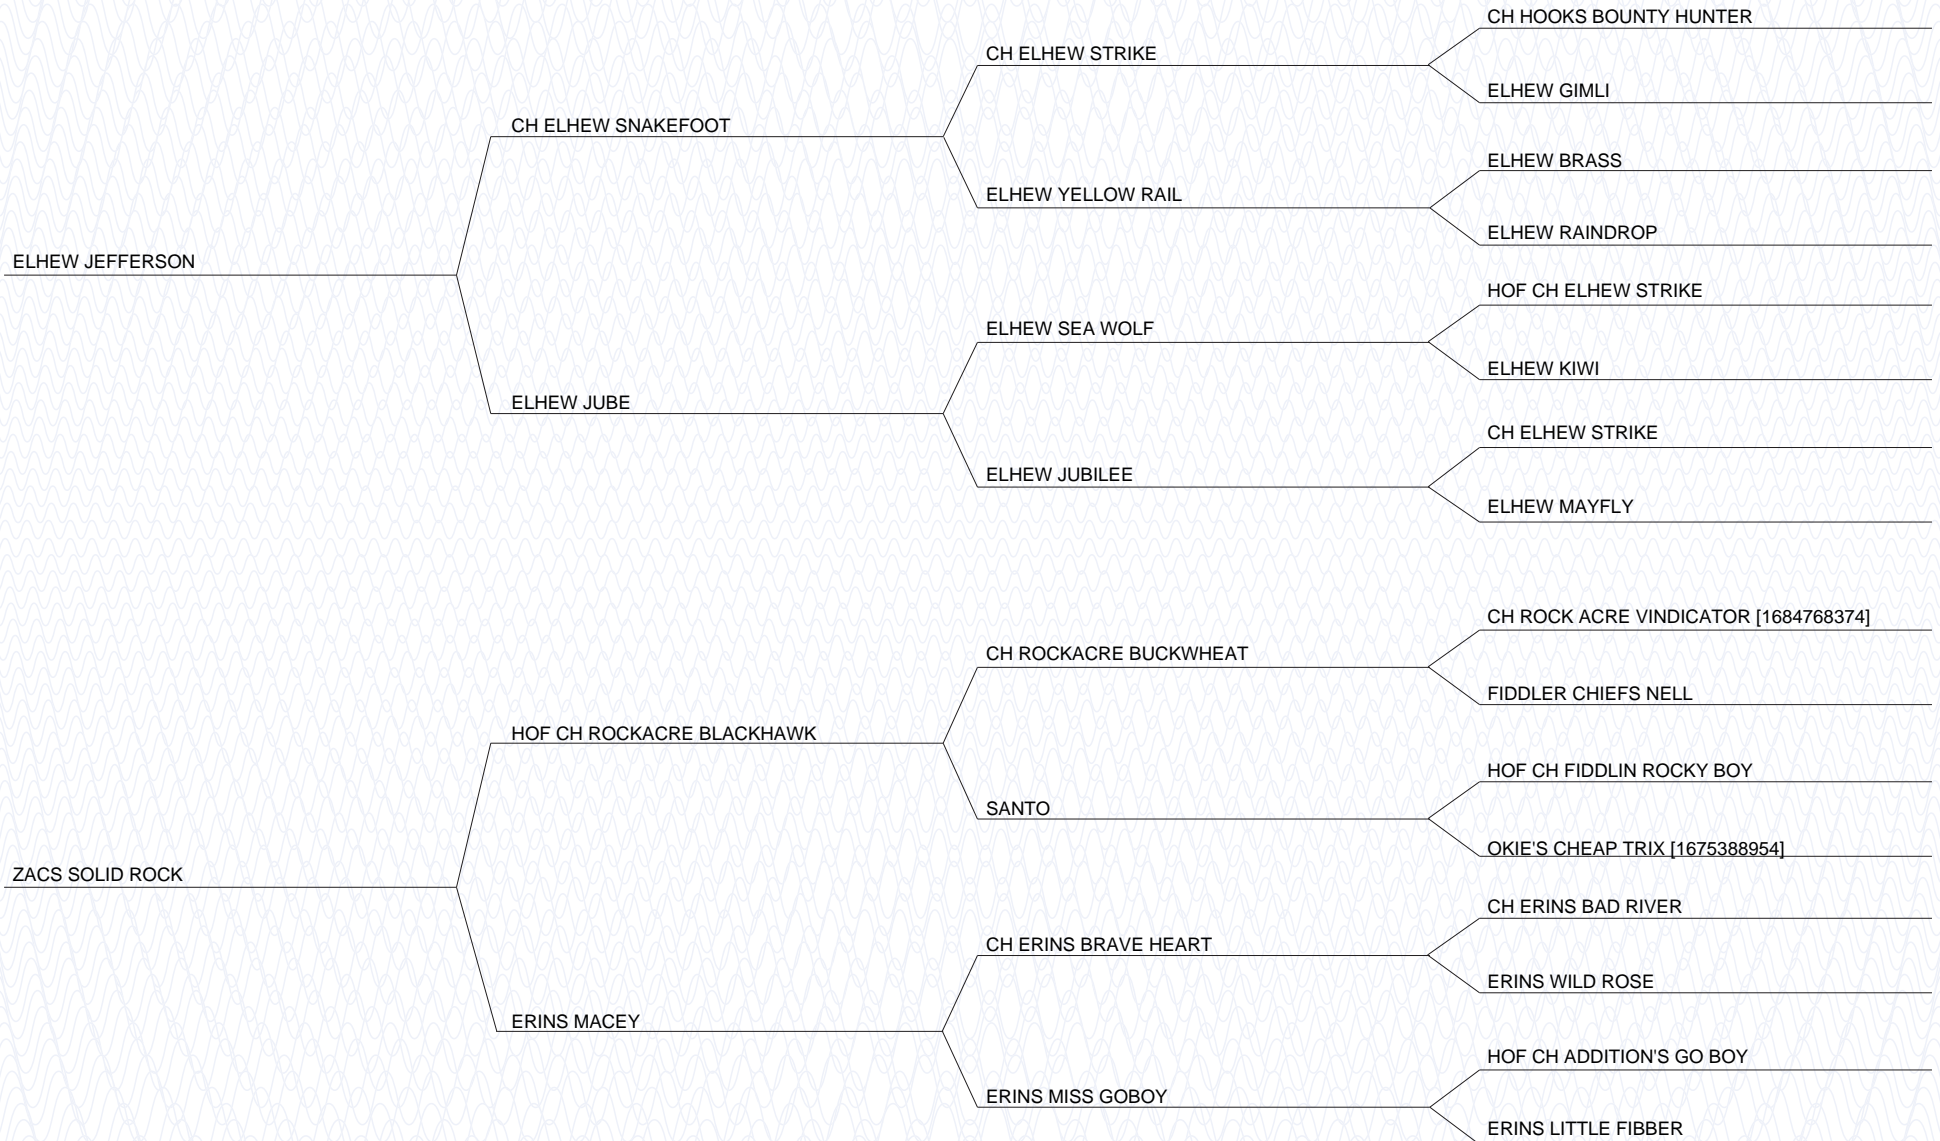 CH HOOKS BOUNTY HUNTER
CH ELHEW STRIKE
ELHEW GIMLI
CH ELHEW SNAKEFOOT
ELHEW BRASS
ELHEW YELLOW RAIL
ELHEW RAINDROP
ELHEW JEFFERSON
HOF CH ELHEW STRIKE
ELHEW SEA WOLF
ELHEW KIWI
ELHEW JUBE
CH ELHEW STRIKE
ELHEW JUBILEE
ELHEW MAYFLY
CH ROCK ACRE VINDICATOR [1684768374]
CH ROCKACRE BUCKWHEAT
FIDDLER CHIEFS NELL
HOF CH ROCKACRE BLACKHAWK
HOF CH FIDDLIN ROCKY BOY
SANTO
OKIE'S CHEAP TRIX [1675388954]
ZACS SOLID ROCK
CH ERINS BAD RIVER
CH ERINS BRAVE HEART
ERINS WILD ROSE
ERINS MACEY
HOF CH ADDITION'S GO BOY
ERINS MISS GOBOY
ERINS LITTLE FIBBER